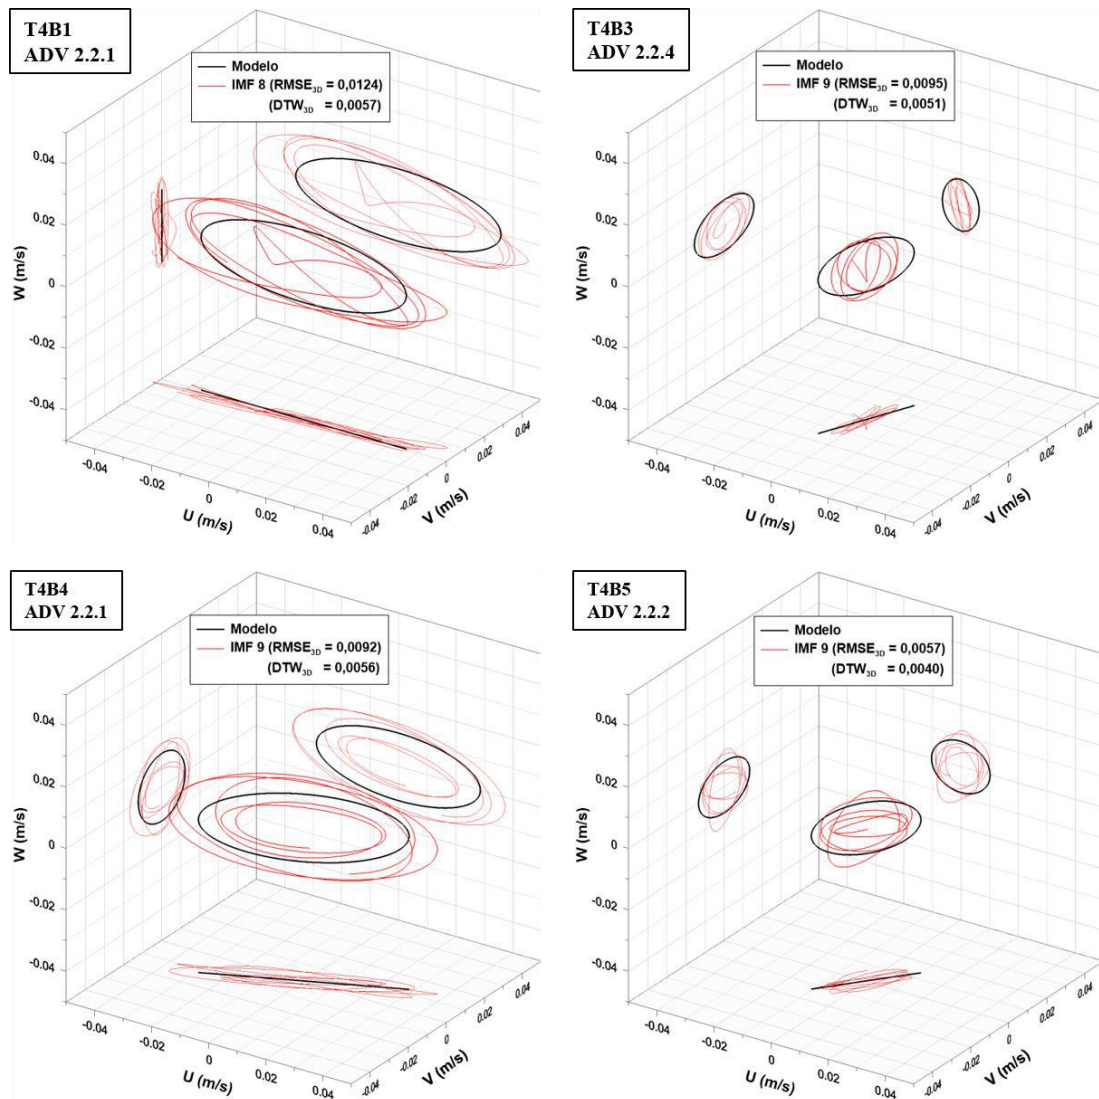 T4B1
ADV 2.2.1
Modelo
IMF 8 (RMSE3D = 0,0124)
(DTW3D = 0,0057)
0.04
0.02
0
-0.02
-0.04
W (m/s)
-0.04
-0.02
0
0.02
0.04
U (m/s)
-0.04
-0.02
0
0.02
0.04
V (m/s)
T4B3
ADV 2.2.4
Modelo
IMF 9 (RMSE3D = 0,0095)
(DTW3D = 0,0051)
0.04
0.02
0
-0.02
-0.04
W (m/s)
-0.04
-0.02
0
0.02
0.04
U (m/s)
-0.04
-0.02
0
0.02
0.04
V (m/s)
T4B4
ADV 2.2.1
Modelo
IMF 9 (RMSE3D = 0,0092)
(DTW3D = 0,0056)
0.04
0.02
0
-0.02
-0.04
W (m/s)
-0.04
-0.02
0
0.02
0.04
U (m/s)
-0.04
-0.02
0
0.02
0.04
V (m/s)
T4B5
ADV 2.2.2
Modelo
IMF 9 (RMSE3D = 0,0057)
(DTW3D = 0,0040)
0.04
0.02
0
-0.02
-0.04
W (m/s)
-0.04
-0.02
0
0.02
0.04
U (m/s)
-0.04
-0.02
0
0.02
0.04
V (m/s)